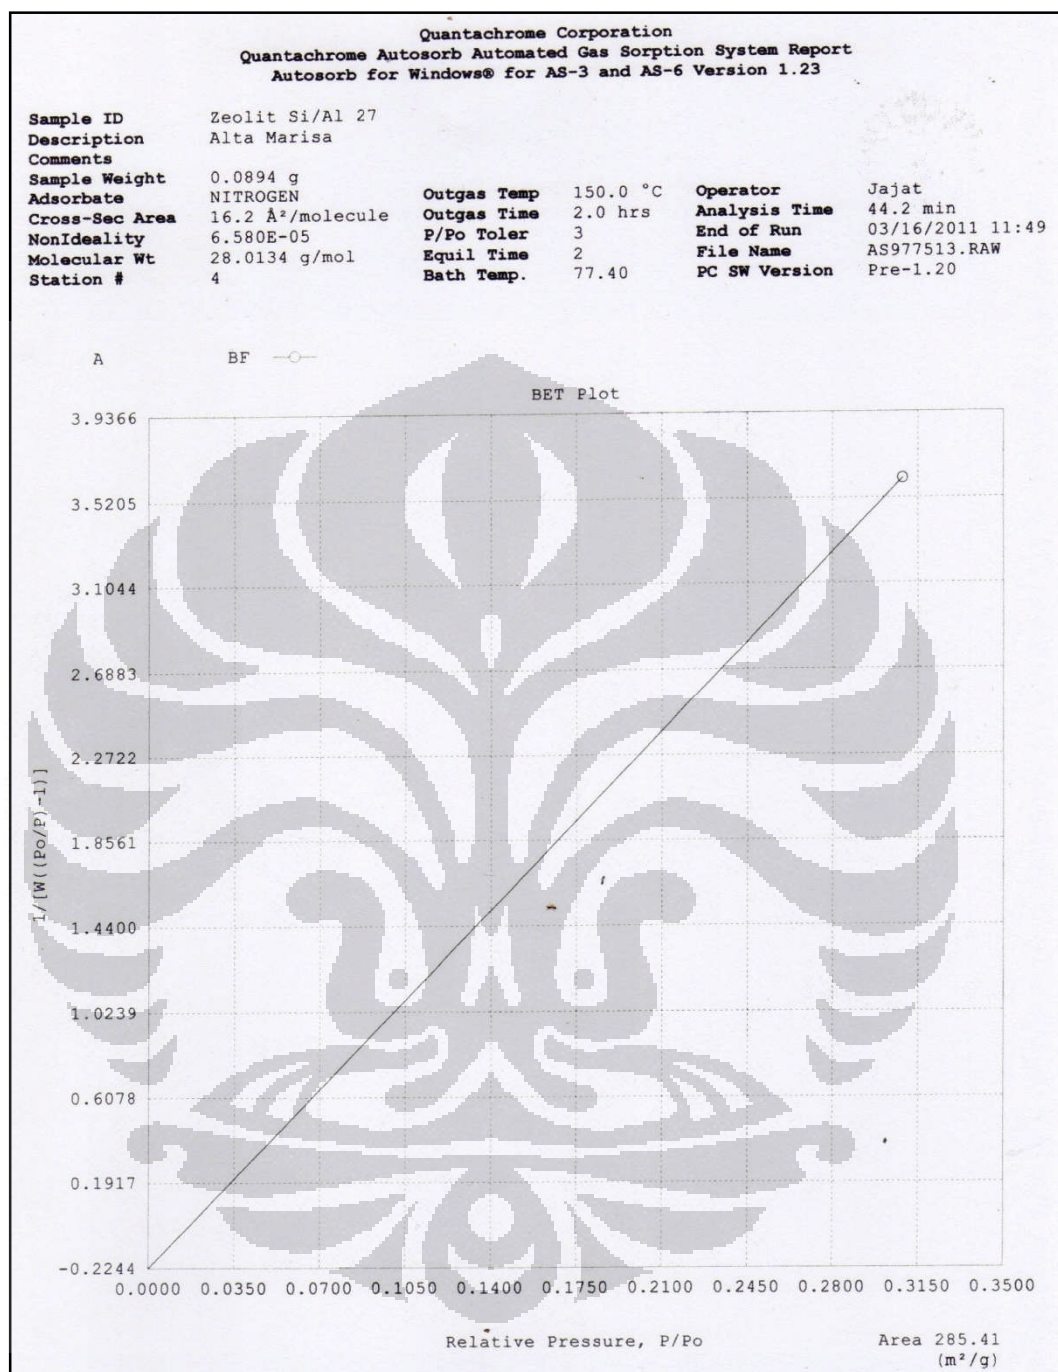 Quantachrome Corporation
Quantachrome Autosorb Automated Gas Sorption System Report
Autosorb for Windows® for AS-3 and AS-6 Version 1.23
Sample ID Zeolit Si/Al 27
Description Alta Marisa
Comments
Sample Weight 0.0894 g
Adsorbate NITROGEN Outgas Temp 150.0 °C Operator Jajat
Cross-Sec Area 16.2 Å²/molecule Outgas Time 2.0 hrs Analysis Time 44.2 min
NonIdeality 6.580E-05 P/Po Toler 3 End of Run 03/16/2011 11:49
Molecular Wt 28.0134 g/mol Equil Time 2 File Name AS977513.RAW
Station # 4 Bath Temp. 77.40 PC SW Version Pre-1.20
A BF
BET Plot
3.9366
3.5205
3.1044
2.6883
2.2722
1.8561
1.4400
1.0239
0.6078
0.1917
-0.2244
1/[W((Po/P)-1)]
0.0000 0.0350 0.0700 0.1050 0.1400 0.1750 0.2100 0.2450 0.2800 0.3150 0.3500
Relative Pressure, P/Po
Area 285.41
(m²/g)